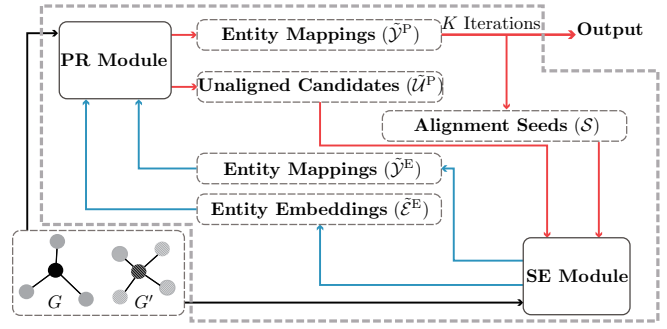 PR Module
Entity Mappings (𝒴̃ᴾ)
K Iterations
Output
Unaligned Candidates (𝒰ᴾ)
Alignment Seeds (𝒮)
Entity Mappings (𝒴̃ᴱ)
Entity Embeddings (ℰ̃ᴱ)
SE Module
G
G′